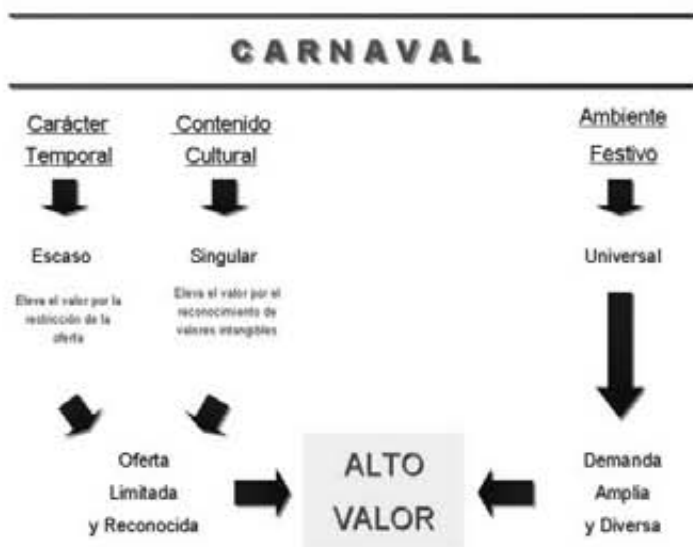 CARNAVAL
Carácter
Temporal
Contenido
Cultural
Ambiente
Festivo
Escaso
Singular
Universal
Eleva el valor por la
restricción de la
oferta
Eleva el valor por el
reconocimiento de
valores intangibles
Oferta
Limitada
y Reconocida
ALTO
VALOR
Demanda
Amplia
y Diversa